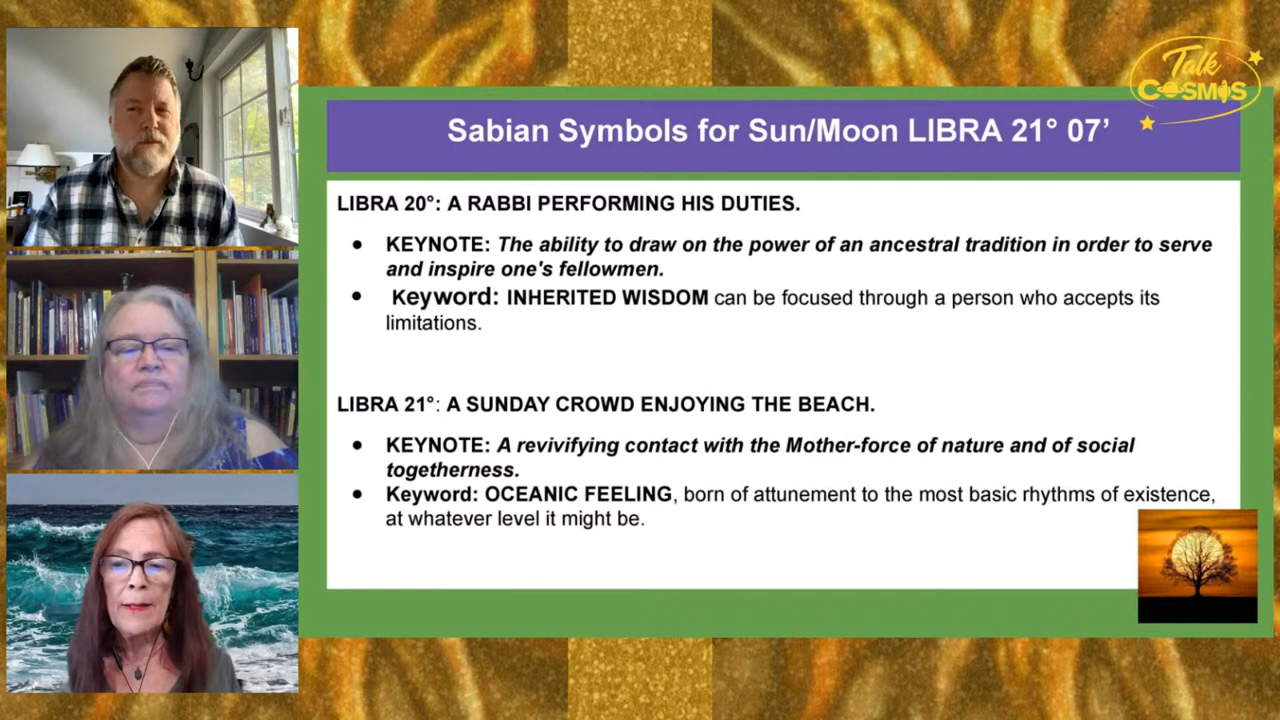 Talk
COSMOS
Sabian Symbols for Sun/Moon LIBRA 21° 07’
LIBRA 20°: A RABBI PERFORMING HIS DUTIES.
● KEYNOTE: The ability to draw on the power of an ancestral tradition in order to serve
and inspire one's fellowmen.
● Keyword: INHERITED WISDOM can be focused through a person who accepts its
limitations.
LIBRA 21°: A SUNDAY CROWD ENJOYING THE BEACH.
● KEYNOTE: A revivifying contact with the Mother-force of nature and of social
togetherness.
● Keyword: OCEANIC FEELING, born of attunement to the most basic rhythms of existence,
at whatever level it might be.